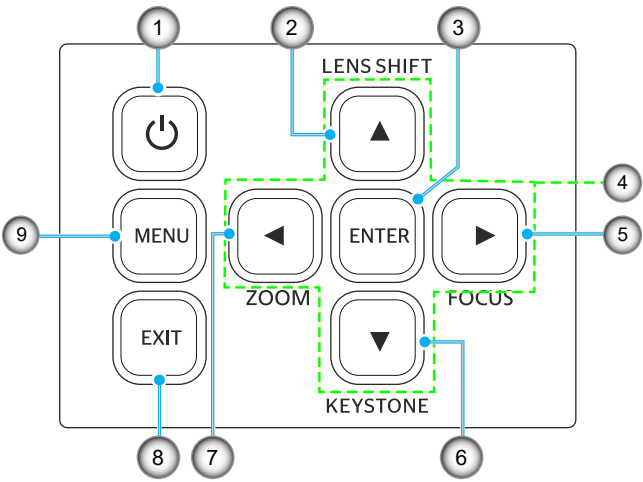 1 2 3
LENS SHIFT
4
9 MENU ENTER 5
ZOOM FOCUS
EXIT
KEYSTONE
8 7 6